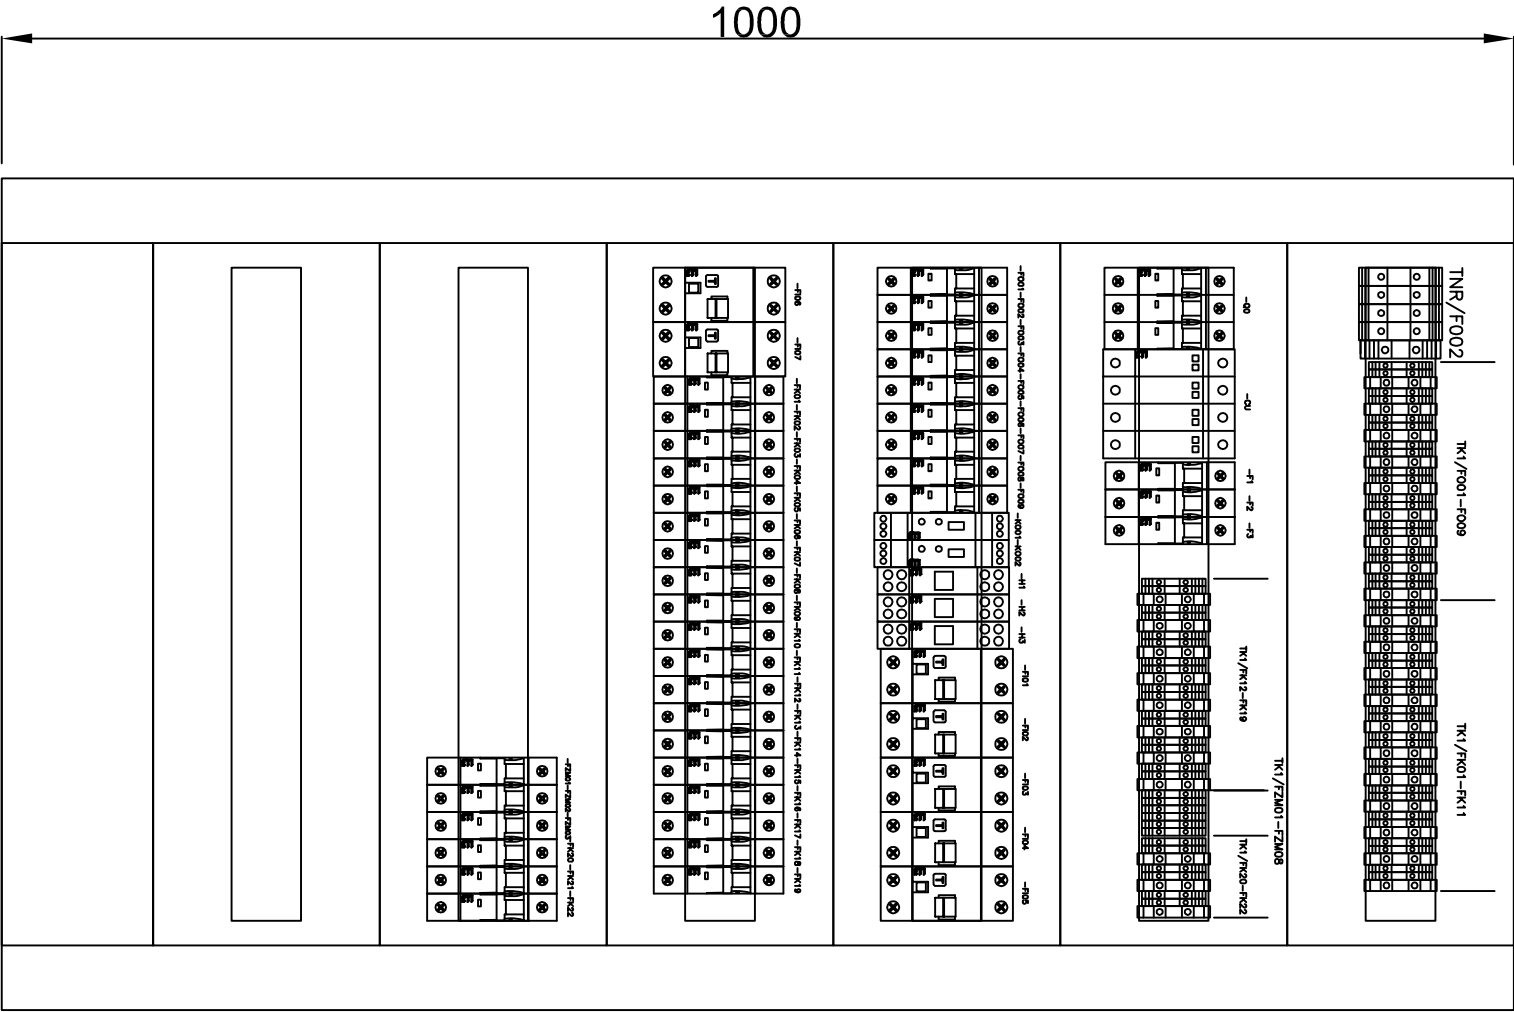 1000
TNR/F002
TK1/F001-F009
TK1/FK01-FK11
-Q0
-CU
-F1
-F2
-F3
TK1/FK12-FK19
TK1/FZM01-FZM08
TK1/FK20-FK22
-F001-F002-F003-F004-F005-F006-F007-F008-F009
-K001-K002
-H1
-H2
-H3
-FI01
-FI02
-FI03
-FI04
-FI05
-FI06
-FI07
-FK01-FK02-FK03-FK04-FK05-FK06-FK07-FK08-FK09-FK10-FK11-FK12-FK13-FK14-FK15-FK16-FK17-FK18-FK19
-FZM01-FZM02-FZM03-FK20-FK21-FK22
T
T
T
T
T
T
T